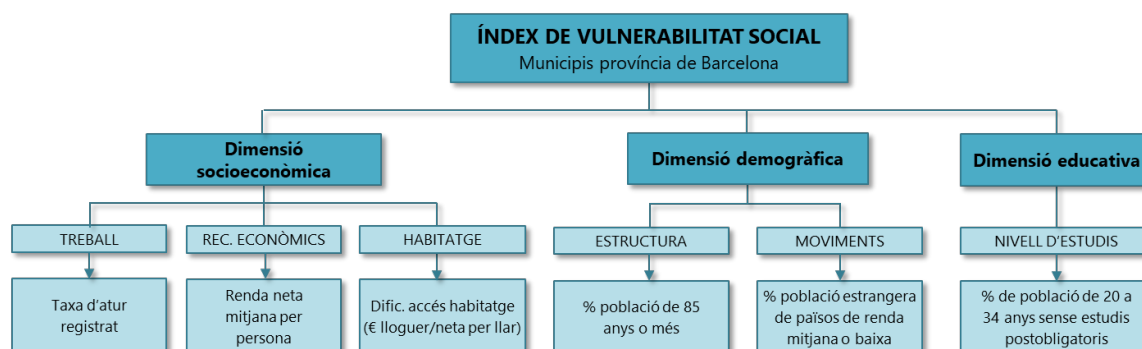 ÍNDEX DE VULNERABILITAT SOCIAL
Municipis província de Barcelona
Dimensió
socioeconòmica
Dimensió demogràfica
Dimensió educativa
TREBALL
REC. ECONÒMICS
HABITATGE
ESTRUCTURA
MOVIMENTS
NIVELL D'ESTUDIS
Taxa d'atur
registrat
Renda neta
mitjana per
persona
Dific. accés habitatge
(€ lloguer/neta per llar)
% població de 85
anys o més
% població estrangera
de països de renda
mitjana o baixa
% de població de 20 a
34 anys sense estudis
postobligatoris